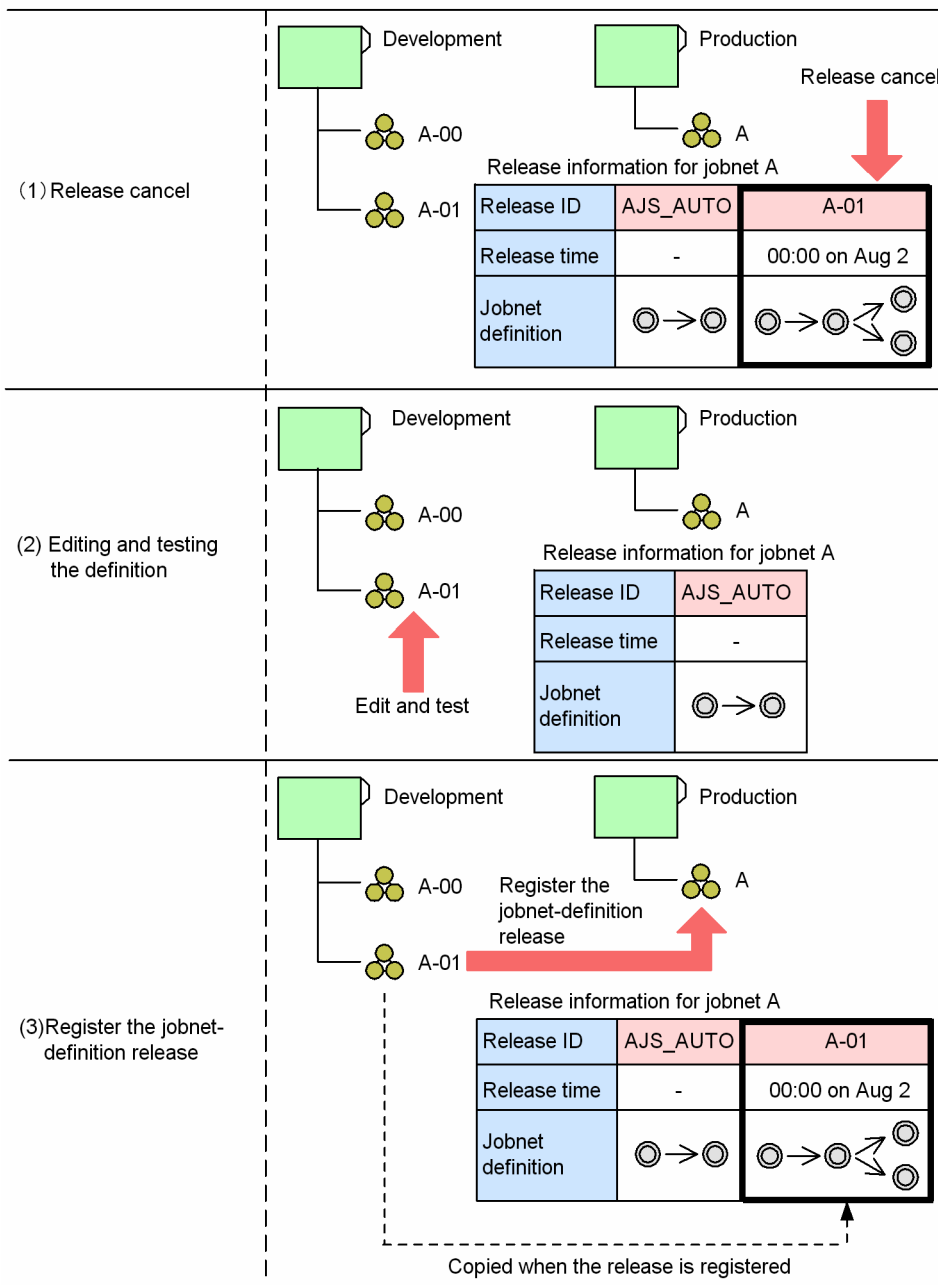 Development
Production
Release cancel
A-00
A
Release information for jobnet A
(1) Release cancel
A-01
Release ID
AJS_AUTO
A-01
Release time
-
00:00 on Aug 2
Jobnet
definition
Development
Production
A-00
A
(2) Editing and testing
the definition
Release information for jobnet A
A-01
Release ID
AJS_AUTO
Release time
-
Edit and test
Jobnet
definition
Development
Production
A-00
A
Register the
jobnet-definition
release
A-01
Release information for jobnet A
(3)Register the jobnet-
definition release
Release ID
AJS_AUTO
A-01
Release time
-
00:00 on Aug 2
Jobnet
definition
Copied when the release is registered